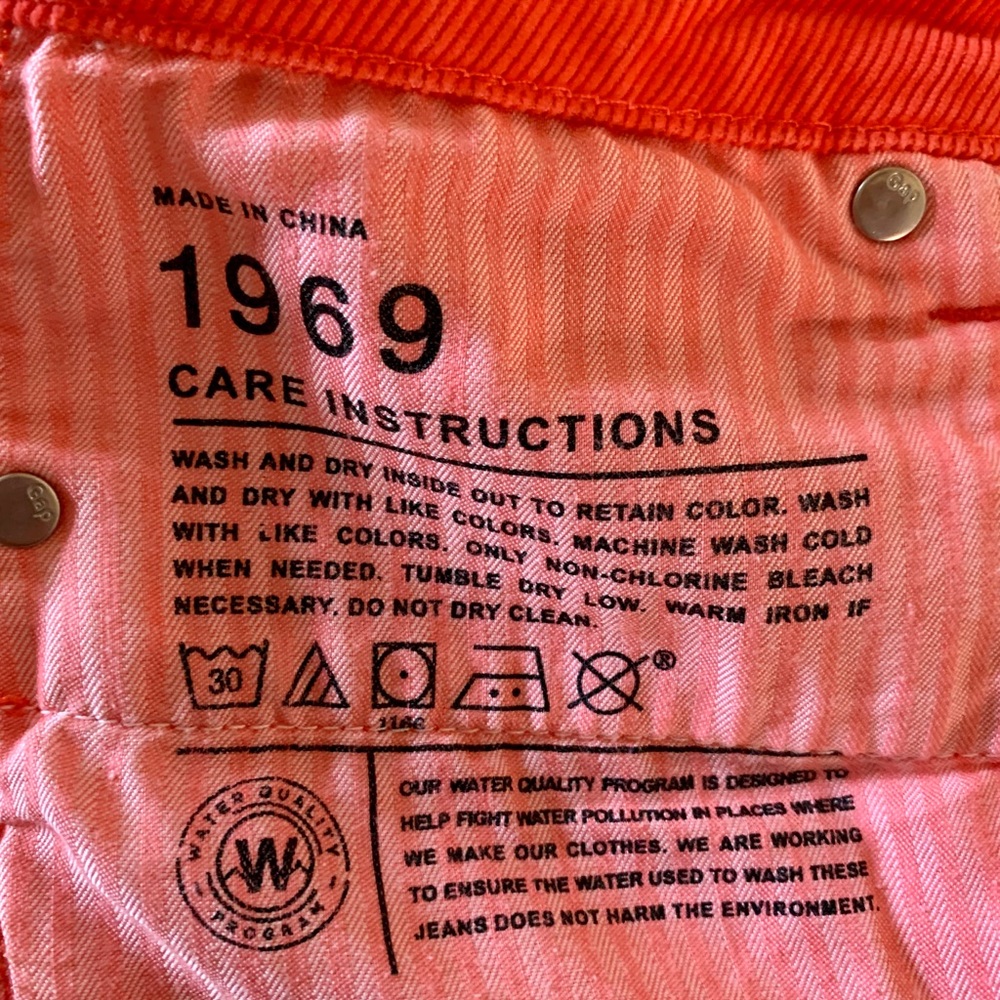 MADE IN CHINA
Gap
1969
CARE INSTRUCTIONS
WASH AND DRY INSIDE OUT TO RETAIN COLOR. WASH
AND DRY WITH LIKE COLORS. MACHINE WASH COLD
WITH LIKE COLORS. ONLY NON-CHLORINE BLEACH
WHEN NEEDED. TUMBLE DRY LOW. WARM IRON IF
NECESSARY. DO NOT DRY CLEAN.
Gap
30
®
WATER QUALITY
W
PROGRAM
OUR WATER QUALITY PROGRAM IS DESIGNED TO
HELP FIGHT WATER POLLUTION IN PLACES WHERE
WE MAKE OUR CLOTHES. WE ARE WORKING
TO ENSURE THE WATER USED TO WASH THESE
JEANS DOES NOT HARM THE ENVIRONMENT.